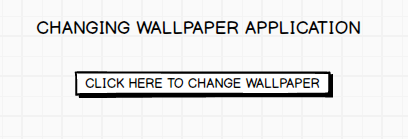 CHANGING WALLPAPER APPLICATION
CLICK HERE TO CHANGE WALLPAPER